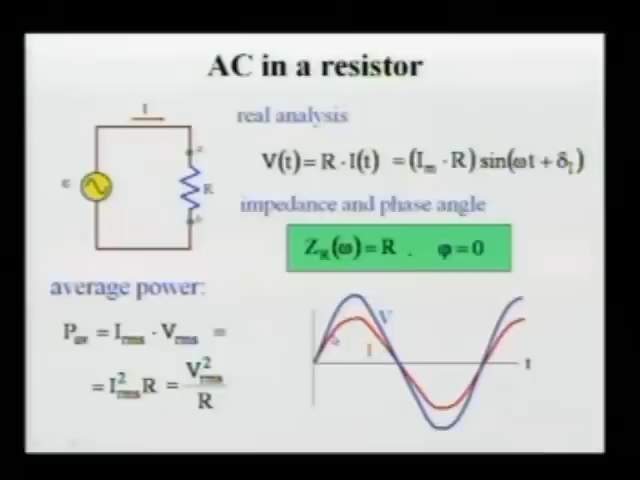 AC in a resistor
I
real analysis
V(t) = R · I(t) = (Iₘ · R) sin(ωt + δ_I)
ε
a
R
b
impedance and phase angle
Z_R(ω) = R , φ = 0
average power:
P_av = I_rms · V_rms =
= I²_rms R = V²_rms / R
V
I
t